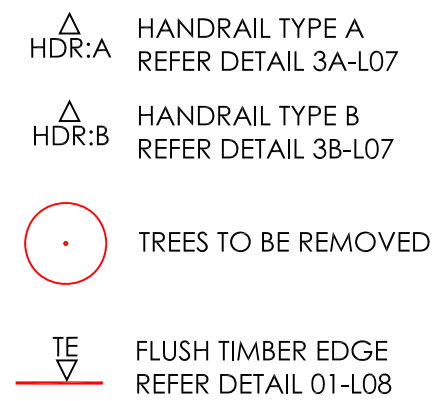 HDR:A HANDRAIL TYPE A
REFER DETAIL 3A-L07
HDR:B HANDRAIL TYPE B
REFER DETAIL 3B-L07
TREES TO BE REMOVED
TE FLUSH TIMBER EDGE
REFER DETAIL 01-L08